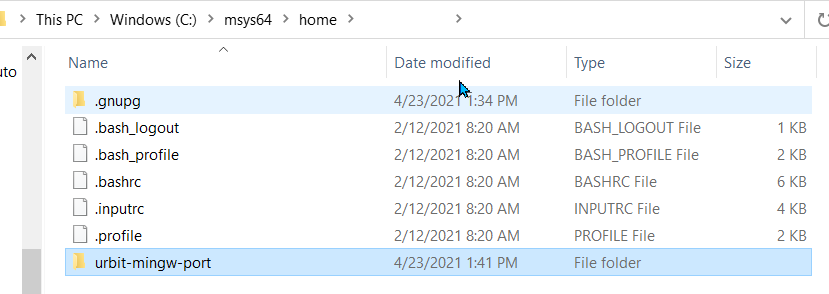 This PC > Windows (C:) > msys64 > home > >
uto
Name Date modified Type Size
.gnupg 4/23/2021 1:34 PM File folder
.bash_logout 2/12/2021 8:20 AM BASH_LOGOUT File 1 KB
.bash_profile 2/12/2021 8:20 AM BASH_PROFILE File 2 KB
.bashrc 2/12/2021 8:20 AM BASHRC File 6 KB
.inputrc 2/12/2021 8:20 AM INPUTRC File 4 KB
.profile 2/12/2021 8:20 AM PROFILE File 2 KB
urbit-mingw-port 4/23/2021 1:41 PM File folder